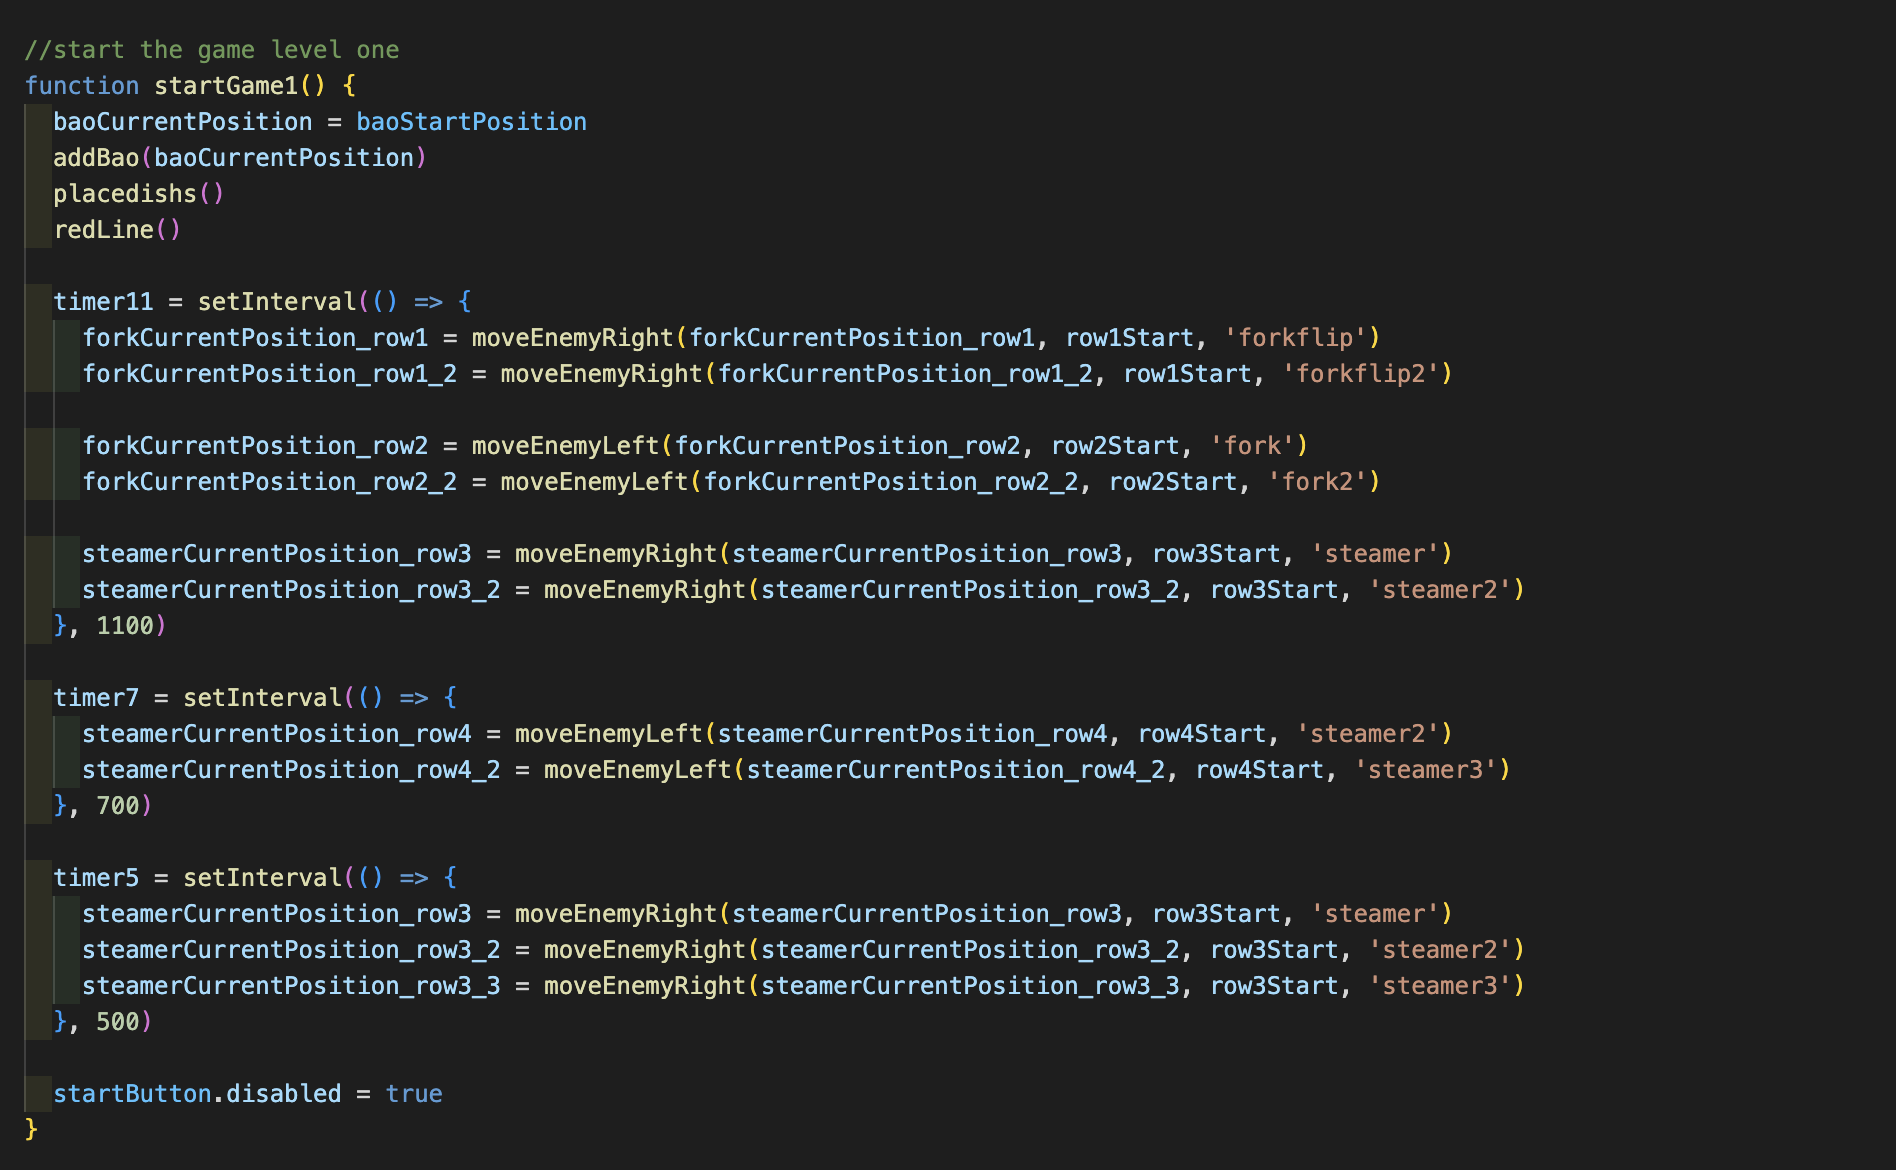 //start the game level one
function startGame1() {
  baoCurrentPosition = baoStartPosition
  addBao(baoCurrentPosition)
  placedishs()
  redLine()

  timer11 = setInterval(() => {
    forkCurrentPosition_row1 = moveEnemyRight(forkCurrentPosition_row1, row1Start, 'forkflip')
    forkCurrentPosition_row1_2 = moveEnemyRight(forkCurrentPosition_row1_2, row1Start, 'forkflip2')

    forkCurrentPosition_row2 = moveEnemyLeft(forkCurrentPosition_row2, row2Start, 'fork')
    forkCurrentPosition_row2_2 = moveEnemyLeft(forkCurrentPosition_row2_2, row2Start, 'fork2')

    steamerCurrentPosition_row3 = moveEnemyRight(steamerCurrentPosition_row3, row3Start, 'steamer')
    steamerCurrentPosition_row3_2 = moveEnemyRight(steamerCurrentPosition_row3_2, row3Start, 'steamer2')
  }, 1100)

  timer7 = setInterval(() => {
    steamerCurrentPosition_row4 = moveEnemyLeft(steamerCurrentPosition_row4, row4Start, 'steamer2')
    steamerCurrentPosition_row4_2 = moveEnemyLeft(steamerCurrentPosition_row4_2, row4Start, 'steamer3')
  }, 700)

  timer5 = setInterval(() => {
    steamerCurrentPosition_row3 = moveEnemyRight(steamerCurrentPosition_row3, row3Start, 'steamer')
    steamerCurrentPosition_row3_2 = moveEnemyRight(steamerCurrentPosition_row3_2, row3Start, 'steamer2')
    steamerCurrentPosition_row3_3 = moveEnemyRight(steamerCurrentPosition_row3_3, row3Start, 'steamer3')
  }, 500)

  startButton.disabled = true
}